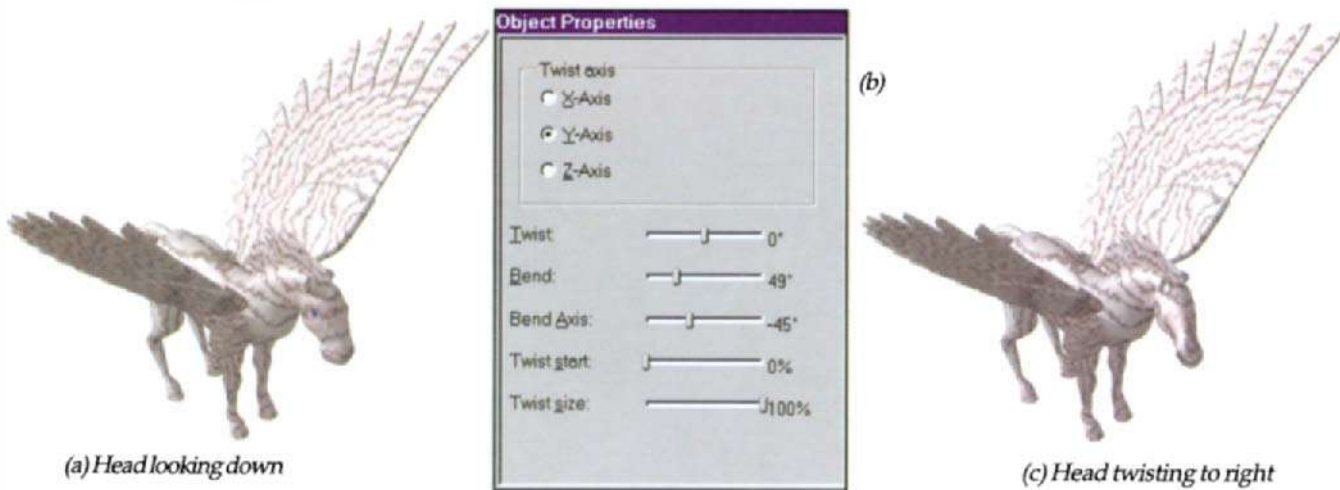 Object Properties
Twist axis
X-Axis
Y-Axis
Z-Axis
Twist: 0°
Bend: 49°
Bend Axis: -45°
Twist start: 0%
Twist size: 100%
(b)
(a) Head looking down
(c) Head twisting to right